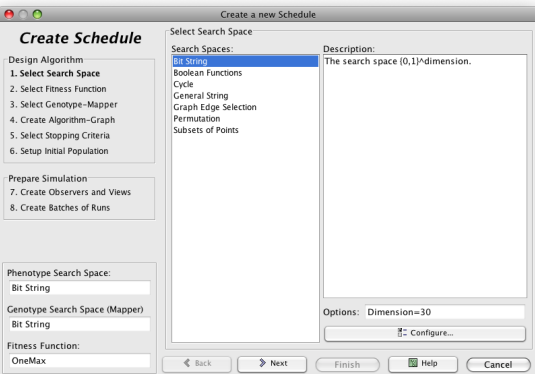 Create a new Schedule
Create Schedule
Design Algorithm
1. Select Search Space
2. Select Fitness Function
3. Select Genotype-Mapper
4. Create Algorithm-Graph
5. Select Stopping Criteria
6. Setup Initial Population
Prepare Simulation
7. Create Observers and Views
8. Create Batches of Runs
Phenotype Search Space:
Bit String
Genotype Search Space (Mapper)
Bit String
Fitness Function:
OneMax
Select Search Space
Search Spaces:
Bit String
Boolean Functions
Cycle
General String
Graph Edge Selection
Permutation
Subsets of Points
Description:
The search space {0,1}^dimension.
Options: Dimension=30
Configure...
Back Next Finish Help Cancel